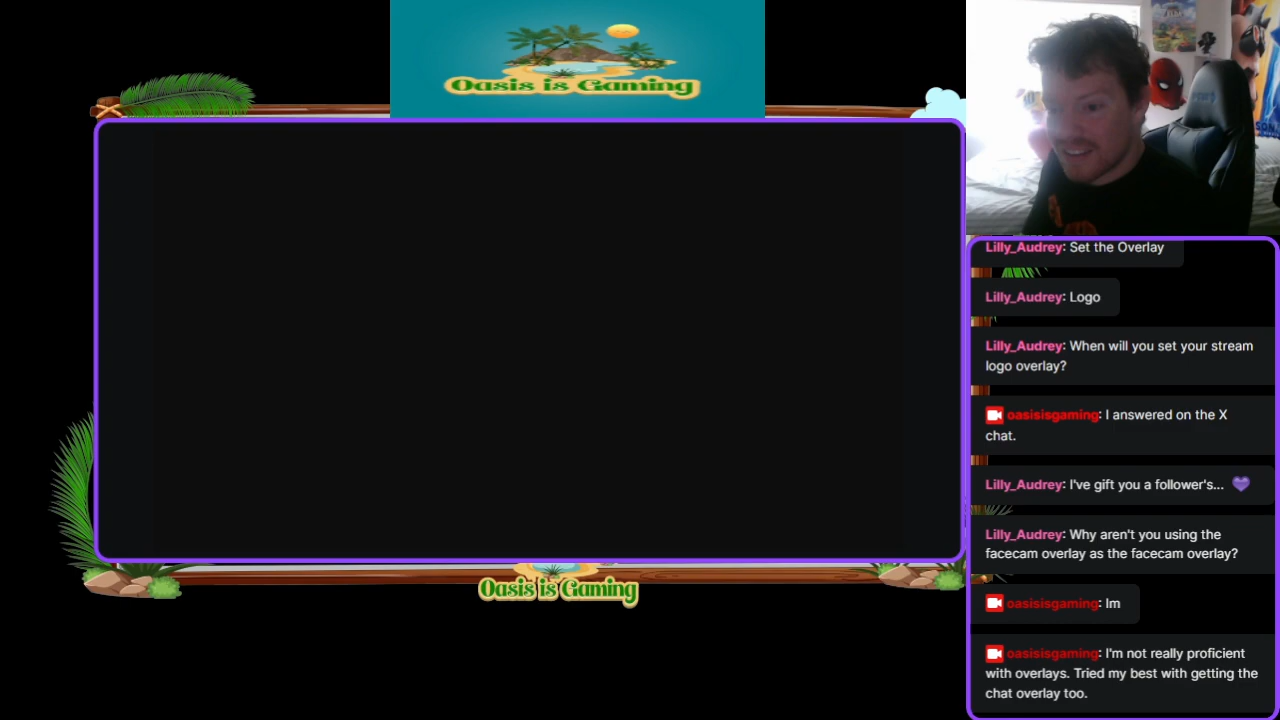 Oasis is Gaming
Lilly_Audrey: Set the Overlay
Lilly_Audrey: Logo
Lilly_Audrey: When will you set your stream
logo overlay?
oasisisgaming: I answered on the X
chat.
Lilly_Audrey: I've gift you a follower's...
Lilly_Audrey: Why aren't you using the
facecam overlay as the facecam overlay?
oasisisgaming: Im
oasisisgaming: I'm not really proficient
with overlays. Tried my best with getting the
chat overlay too.
Oasis is Gaming